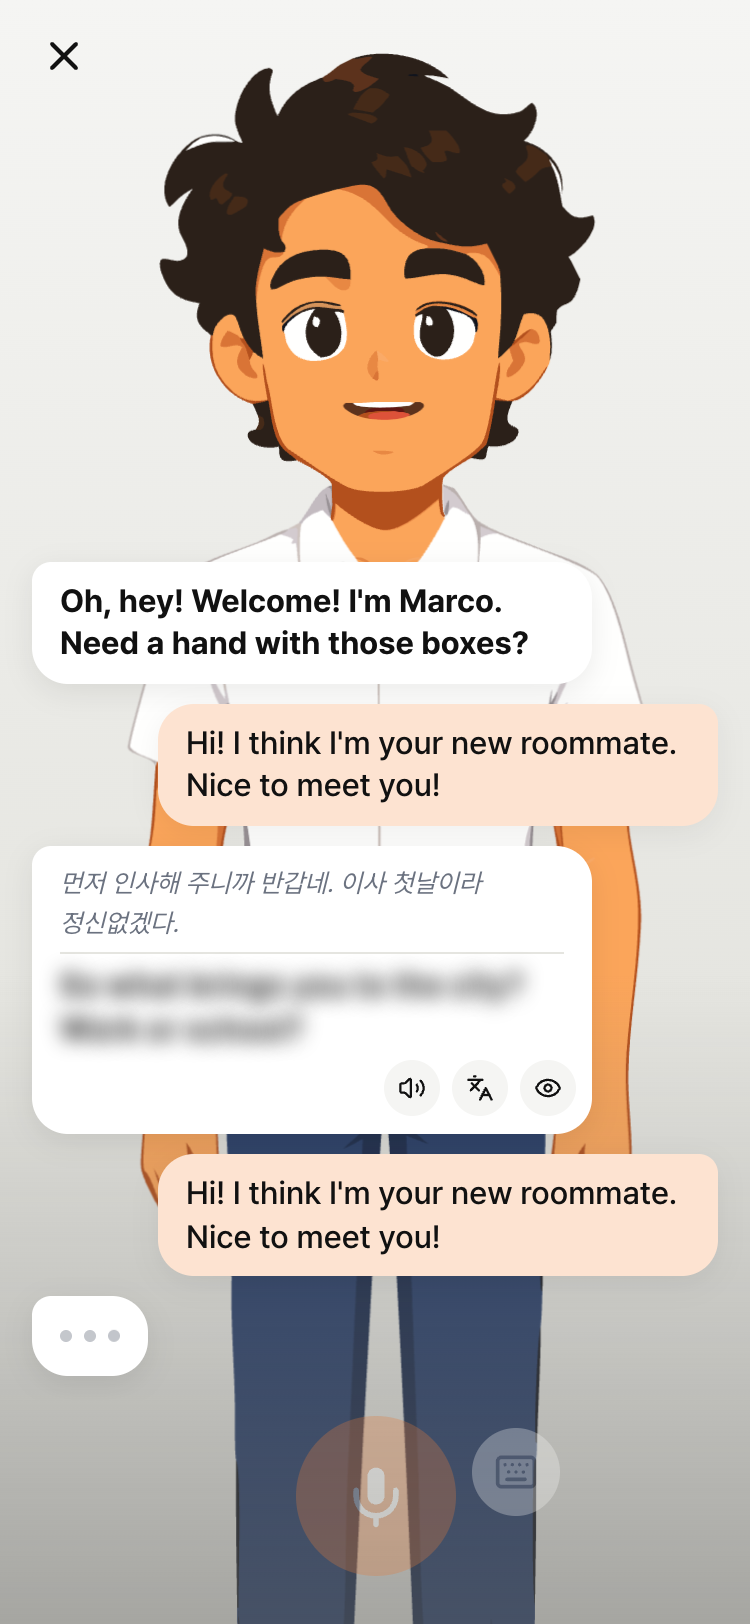 Oh, hey! Welcome! I'm Marco.
Need a hand with those boxes?
Hi! I think I'm your new roommate.
Nice to meet you!
먼저 인사해 주니까 반갑네. 이사 첫날이라
정신없겠다.
Hi! I think I'm your new roommate.
Nice to meet you!